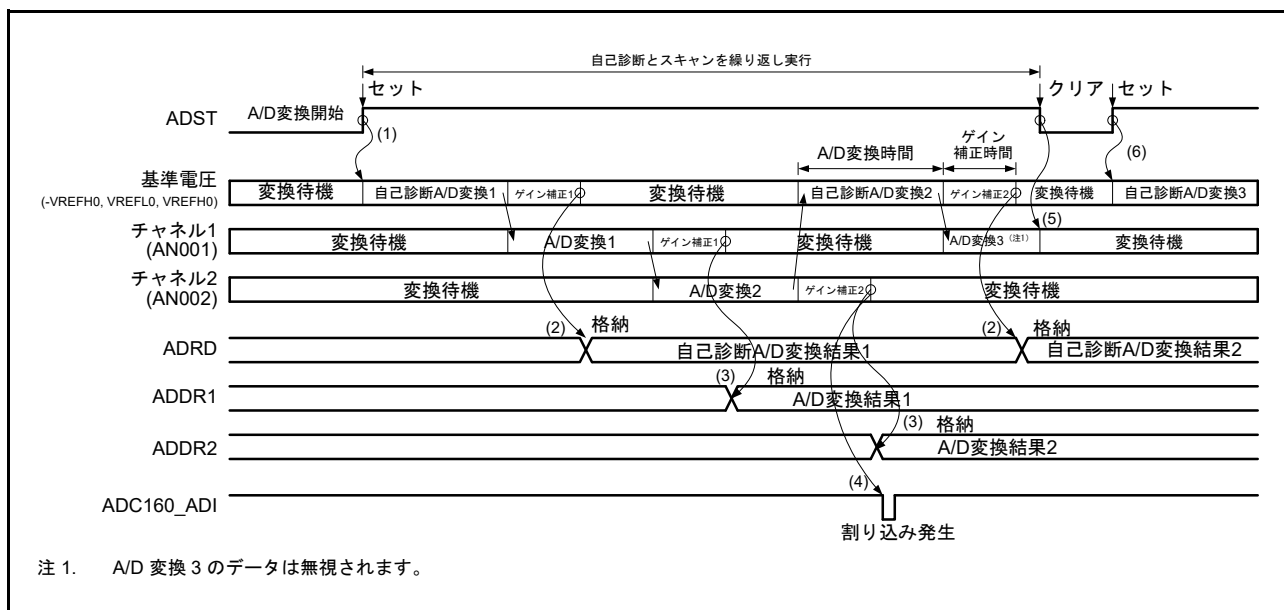 自己診断とスキャンを繰り返し実行
セット
クリア
セット
ADST
A/D変換開始
(1)
A/D変換時間
ゲイン
補正時間
(6)
基準電圧
(-VREFH0, VREFL0, VREFH0)
変換待機
自己診断A/D変換1
ゲイン補正1
変換待機
自己診断A/D変換2
ゲイン補正2
変換待機
自己診断A/D変換3
(5)
チャネル1
(AN001)
変換待機
A/D変換1
ゲイン補正1
変換待機
A/D変換3 (注1)
変換待機
チャネル2
(AN002)
変換待機
A/D変換2
ゲイン補正2
変換待機
ADRD
(2)
格納
自己診断A/D変換結果1
(2)
格納
自己診断A/D変換結果2
ADDR1
(3)
格納
A/D変換結果1
ADDR2
(3)
格納
A/D変換結果2
ADC160_ADI
(4)
割り込み発生
注 1. A/D 変換 3 のデータは無視されます。